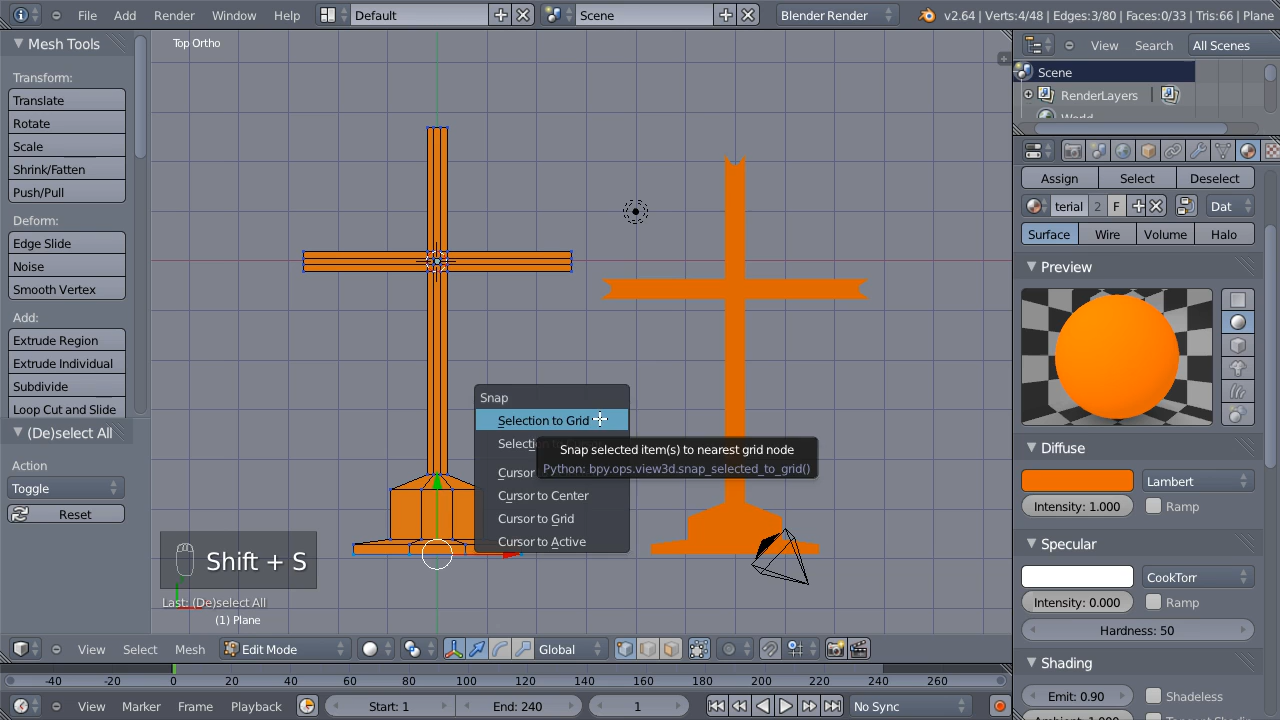 File Add Render Window Help Default Scene Blender Render v2.64 | Verts:4/48 | Edges:3/80 | Faces:0/33 | Tris:66 | Plane
Mesh Tools
Transform:
Translate
Rotate
Scale
Shrink/Fatten
Push/Pull
Deform:
Edge Slide
Noise
Smooth Vertex
Add:
Extrude Region
Extrude Individual
Subdivide
Loop Cut and Slide
(De)select All
Action
Toggle
Reset
Top Ortho
Snap
Selection to Grid
Cursor
Cursor to Center
Cursor to Grid
Cursor to Active
Snap selected item(s) to nearest grid node
Python: bpy.ops.view3d.snap_selected_to_grid()
Shift + S
Last: (De)select All
(1) Plane
View Select Mesh Edit Mode Global
-40 -20 0 20 40 60 80 100 120 140 160 180 200 220 240 260
View Marker Frame Playback Start: 1 End: 240 1 No Sync
View Search All Scenes
Scene
RenderLayers
World
Assign Select Deselect
terial 2 F Dat
Surface Wire Volume Halo
Preview
Diffuse
Lambert
Intensity: 1.000 Ramp
Specular
CookTorr
Intensity: 0.000 Ramp
Hardness: 50
Shading
Emit: 0.90 Shadeless